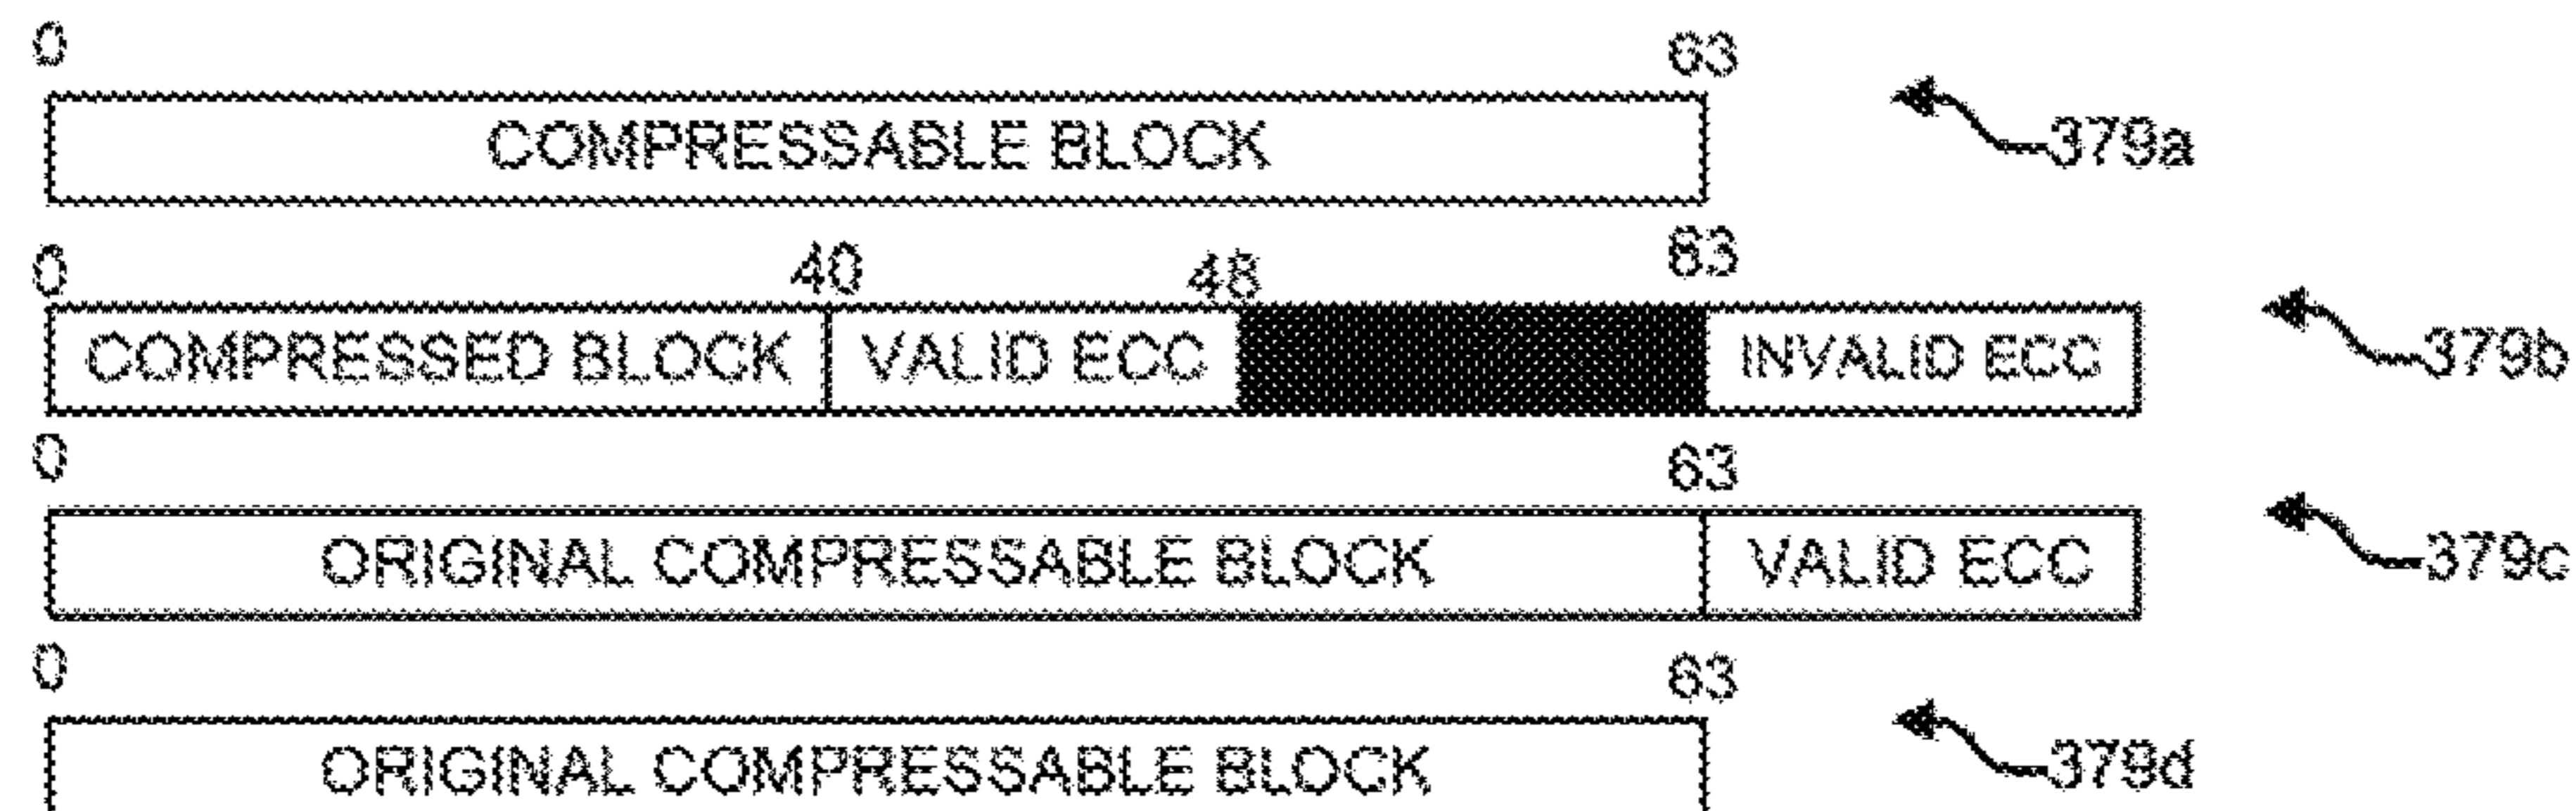 0 63
COMPRESSABLE BLOCK 379a
0 40 48 63
COMPRESSED BLOCK VALID ECC INVALID ECC 379b
0 63
ORIGINAL COMPRESSABLE BLOCK VALID ECC 379c
0 63
ORIGINAL COMPRESSABLE BLOCK 379d